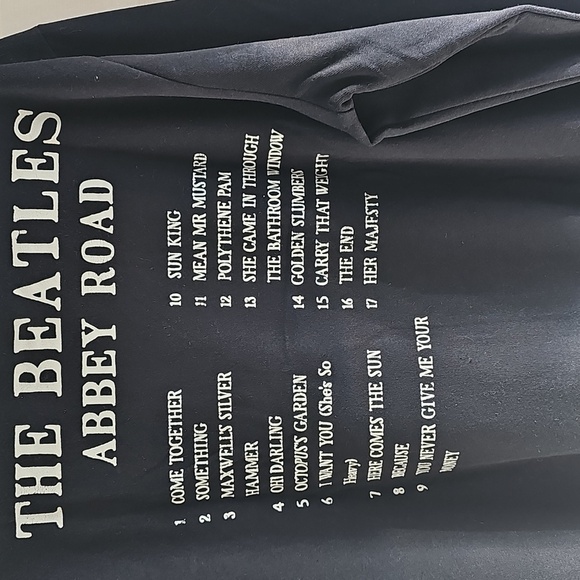 THE BEATLES
ABBEY ROAD
1 COME TOGETHER
2 SOMETHING
3 MAXWELL'S SILVER
HAMMER
4 OH! DARLING
5 OCTOPUS'S GARDEN
6 I WANT YOU (She's So
Heavy)
7 HERE COMES THE SUN
8 BECAUSE
9 YOU NEVER GIVE ME YOUR
MONEY
10 SUN KING
11 MEAN MR MUSTARD
12 POLYTHENE PAM
13 SHE CAME IN THROUGH
THE BATHROOM WINDOW
14 GOLDEN SLUMBERS
15 CARRY THAT WEIGHT
16 THE END
17 HER MAJESTY